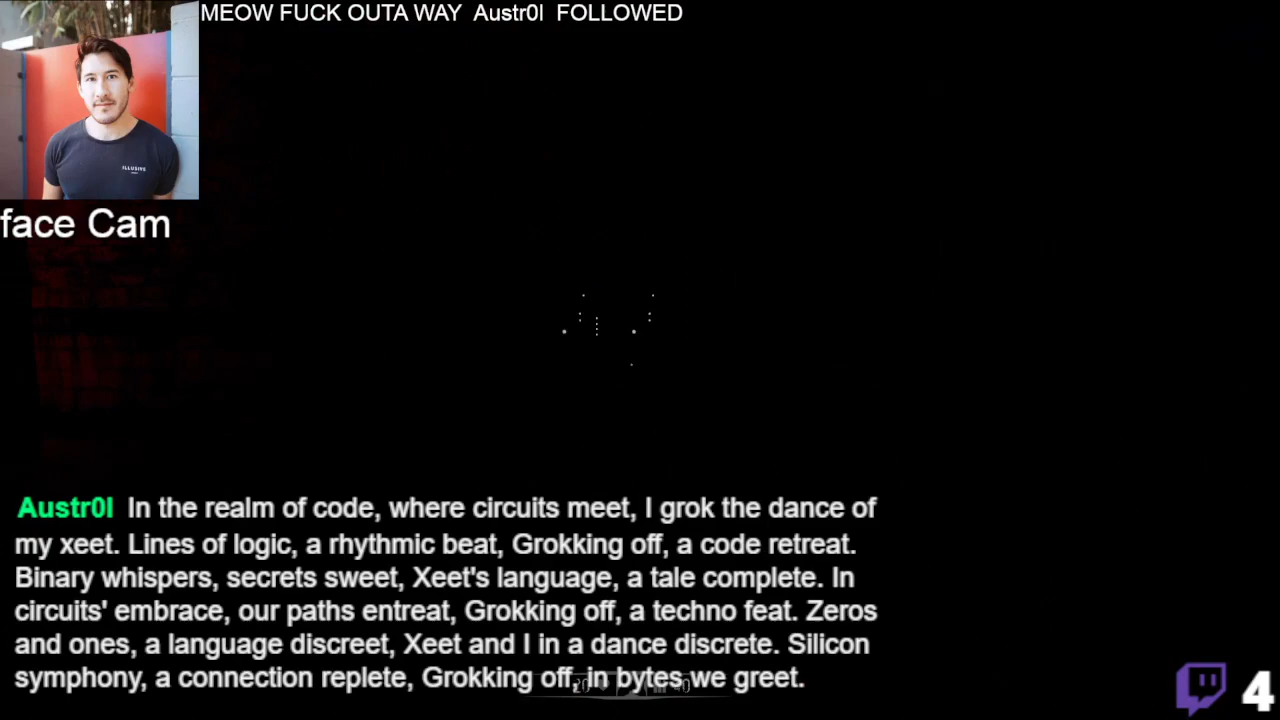 MEOW FUCK OUTA WAY Austr0l FOLLOWED
ILLUSIVE
face Cam
Austr0l In the realm of code, where circuits meet, I grok the dance of
my xeet. Lines of logic, a rhythmic beat, Grokking off, a code retreat.
Binary whispers, secrets sweet, Xeet's language, a tale complete. In
circuits' embrace, our paths entreat, Grokking off, a techno feat. Zeros
and ones, a language discreet, Xeet and I in a dance discrete. Silicon
symphony, a connection replete, Grokking off, in bytes we greet.
4